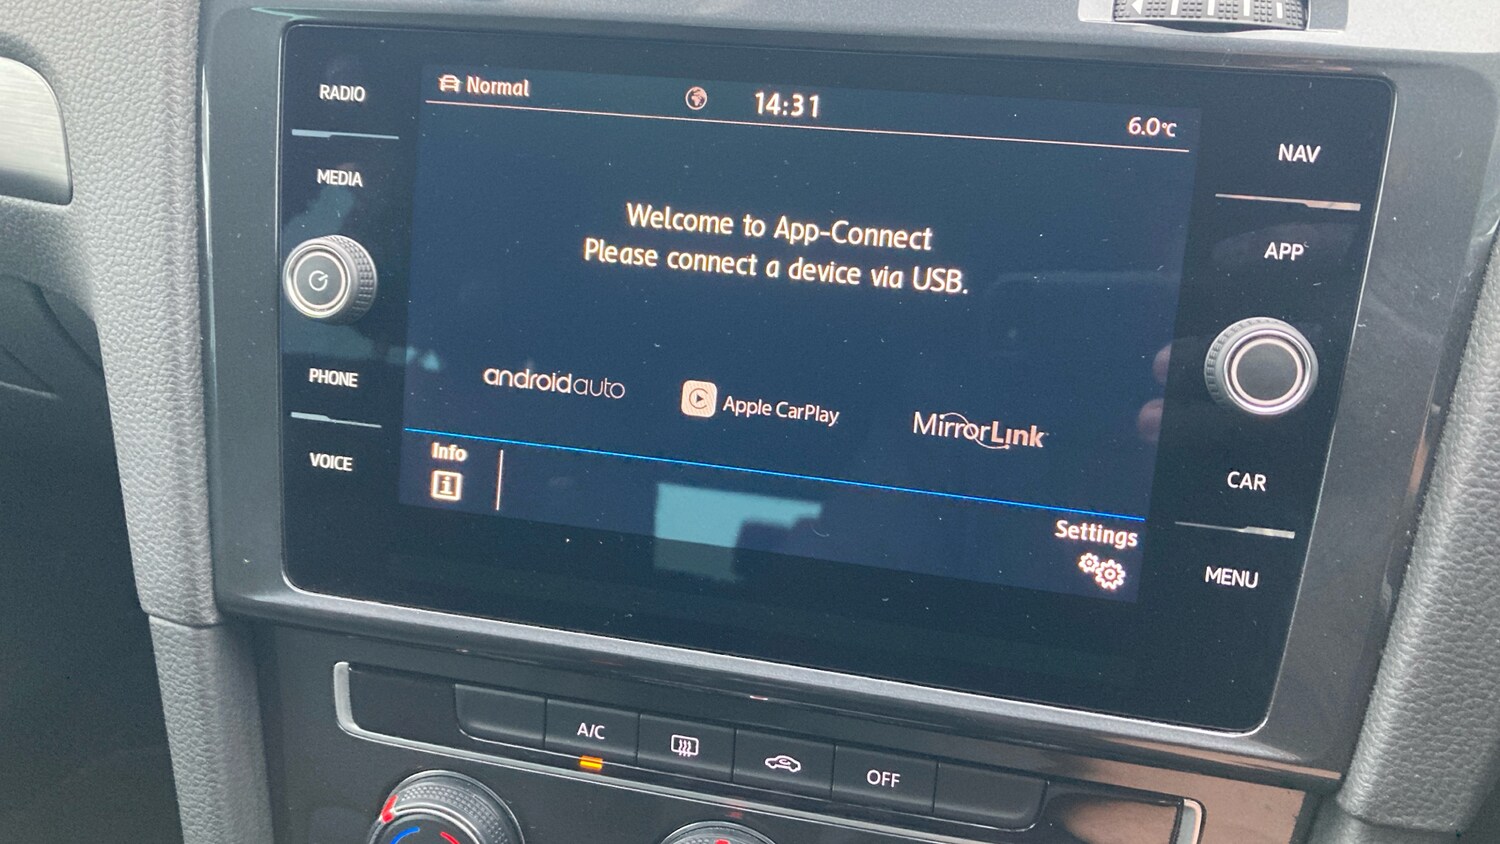 RADIO
MEDIA
PHONE
VOICE
Normal
14:31
6.0°C
Welcome to App-Connect
Please connect a device via USB.
androidauto
Apple CarPlay
MirrorLink
Info
i
Settings
NAV
APP
CAR
MENU
A/C
OFF